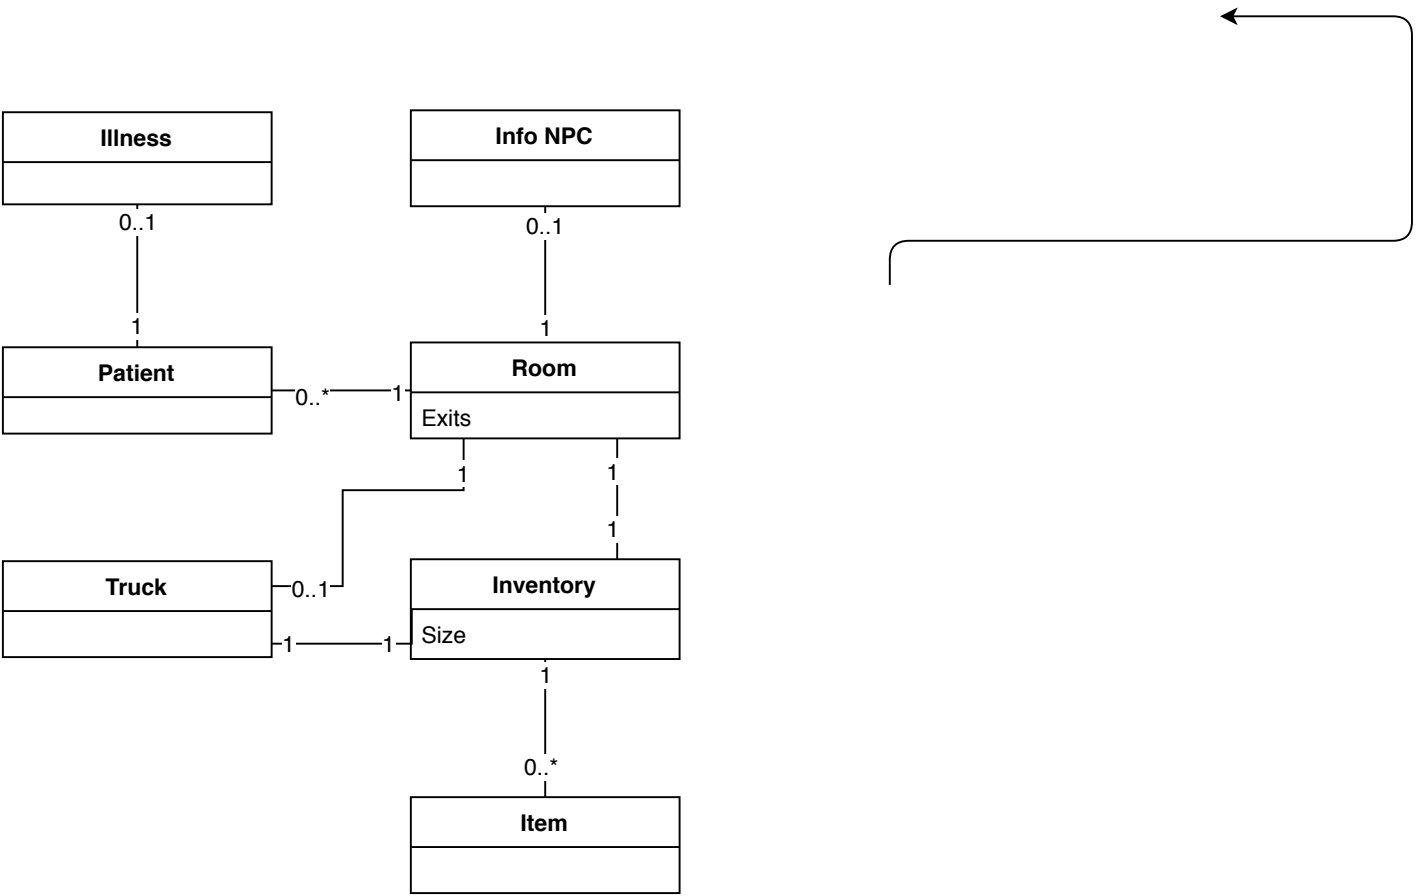 Illness
Info NPC
0..1
0..1
1
1
Patient
Room
0..*
1
Exits
1
1
1
Truck
Inventory
0..1
1
1
Size
1
0..*
Item